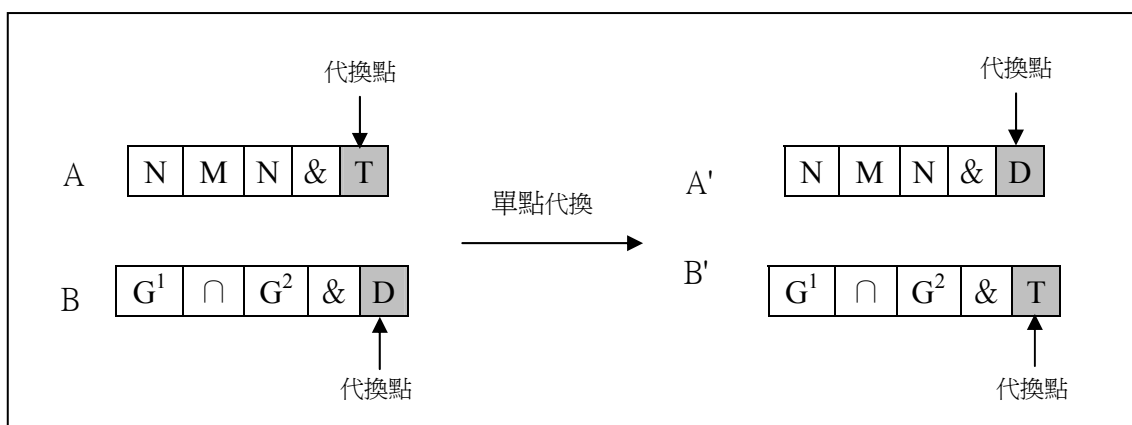 代換點
代換點
A N M N & T
A' N M N & D
單點代換
B G¹ ∩ G² & D
B' G¹ ∩ G² & T
代換點
代換點